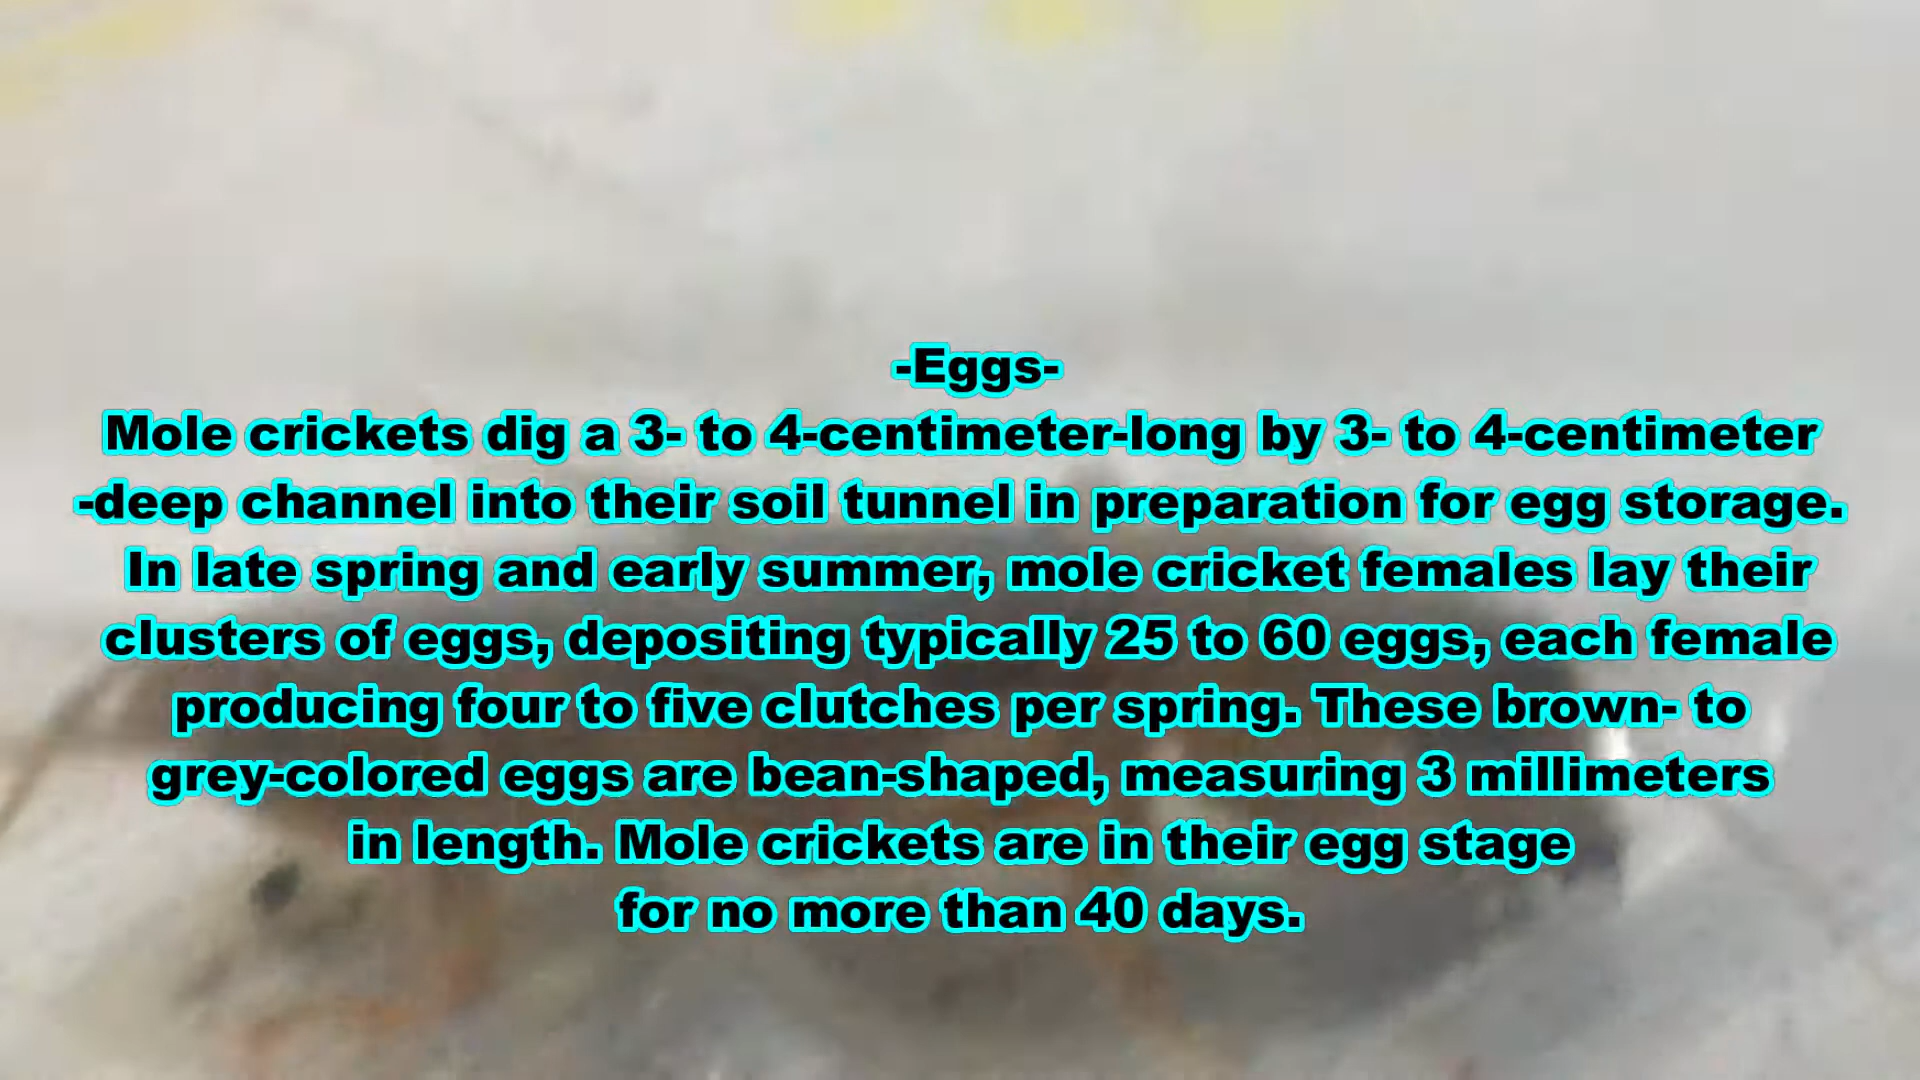 -Eggs-
Mole crickets dig a 3- to 4-centimeter-long by 3- to 4-centimeter
-deep channel into their soil tunnel in preparation for egg storage.
In late spring and early summer, mole cricket females lay their
clusters of eggs, depositing typically 25 to 60 eggs, each female
producing four to five clutches per spring. These brown- to
grey-colored eggs are bean-shaped, measuring 3 millimeters
in length. Mole crickets are in their egg stage
for no more than 40 days.